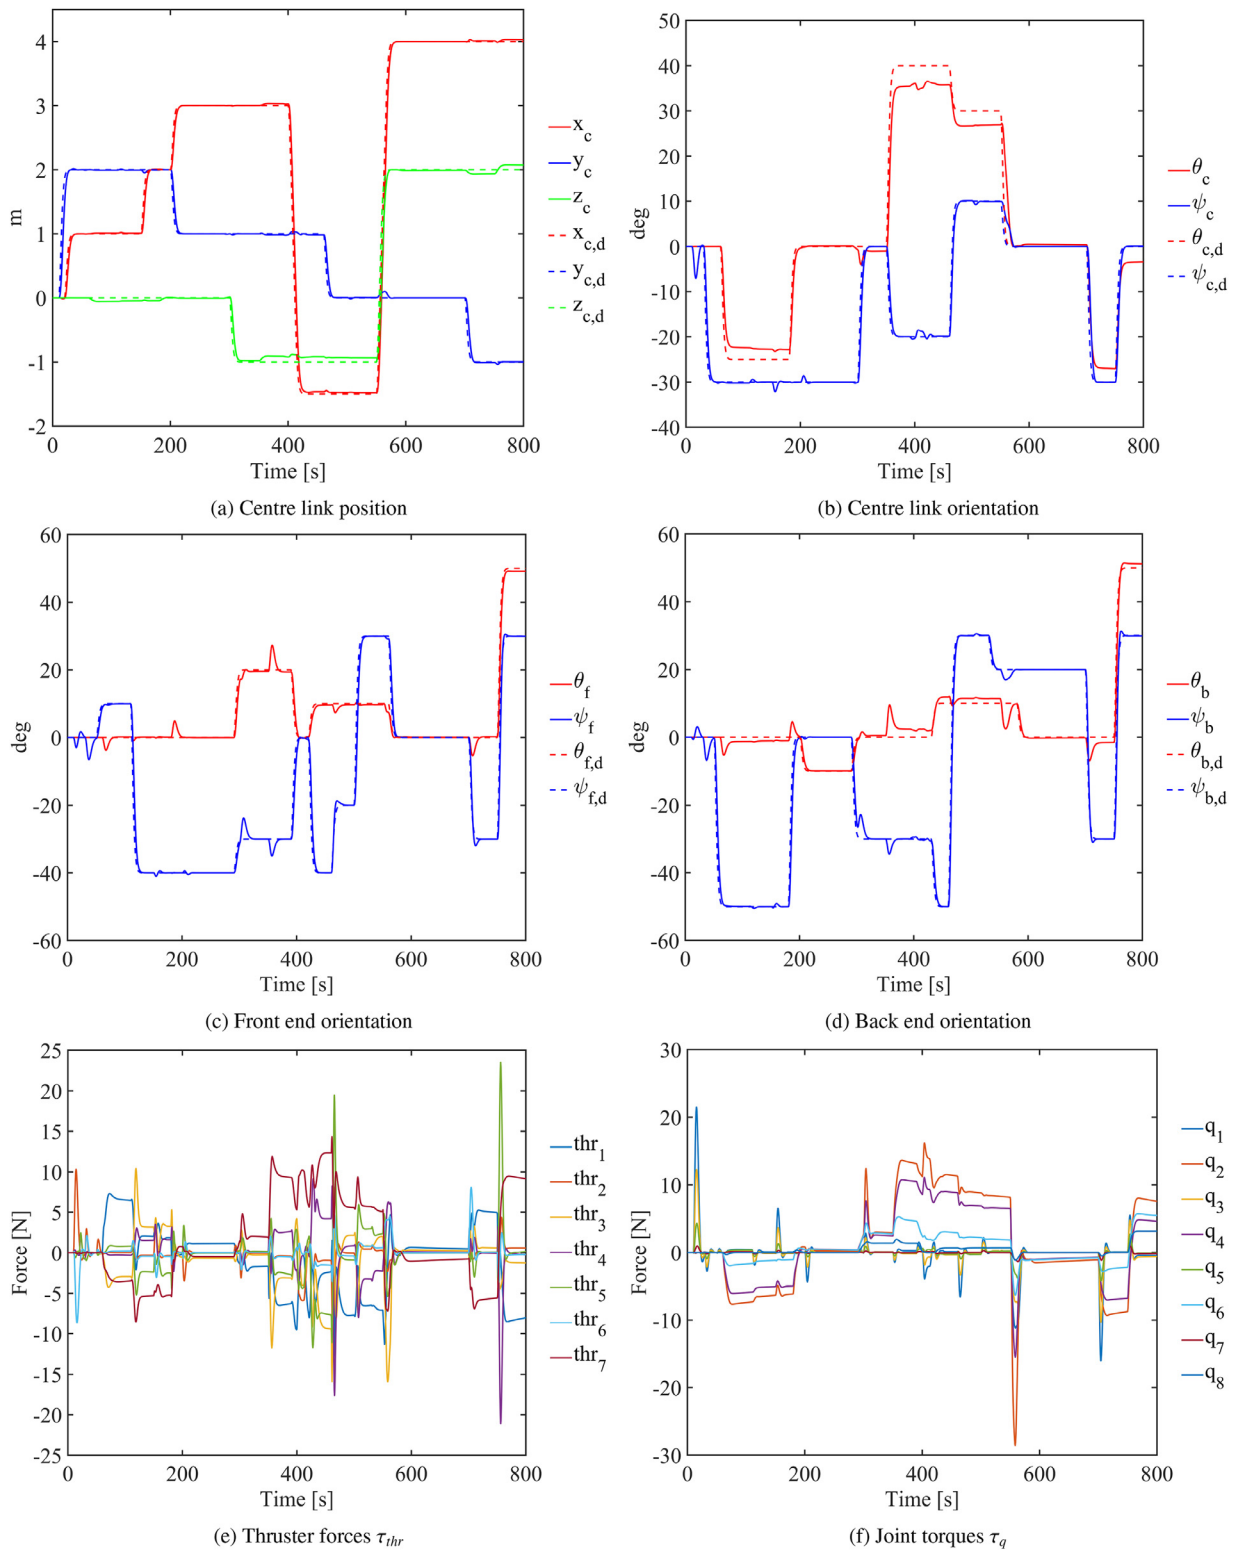 4
3
2
1
0
-1
-2
m
0 200 400 600 800
Time [s]
x_c
y_c
z_c
x_c,d
y_c,d
z_c,d
(a) Centre link position
50
40
30
20
10
0
-10
-20
-30
-40
deg
0 200 400 600 800
Time [s]
θ_c
ψ_c
θ_c,d
ψ_c,d
(b) Centre link orientation
60
40
20
0
-20
-40
-60
deg
0 200 400 600 800
Time [s]
θ_f
ψ_f
θ_f,d
ψ_f,d
(c) Front end orientation
60
40
20
0
-20
-40
-60
deg
0 200 400 600 800
Time [s]
θ_b
ψ_b
θ_b,d
ψ_b,d
(d) Back end orientation
25
20
15
10
5
0
-5
-10
-15
-20
-25
Force [N]
0 200 400 600 800
Time [s]
thr_1
thr_2
thr_3
thr_4
thr_5
thr_6
thr_7
(e) Thruster forces τ_thr
30
20
10
0
-10
-20
-30
Force [N]
0 200 400 600 800
Time [s]
q_1
q_2
q_3
q_4
q_5
q_6
q_7
q_8
(f) Joint torques τ_q